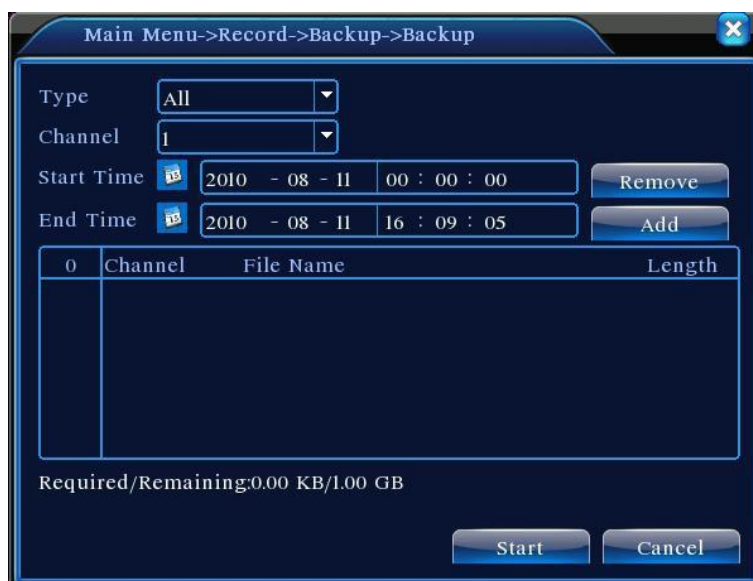 Main Menu->Record->Backup->Backup
Type All
Channel 1
Start Time 15 2010 - 08 - 11 00 : 00 : 00 Remove
End Time 15 2010 - 08 - 11 16 : 09 : 05 Add
0 Channel File Name Length
Required/Remaining:0.00 KB/1.00 GB
Start Cancel